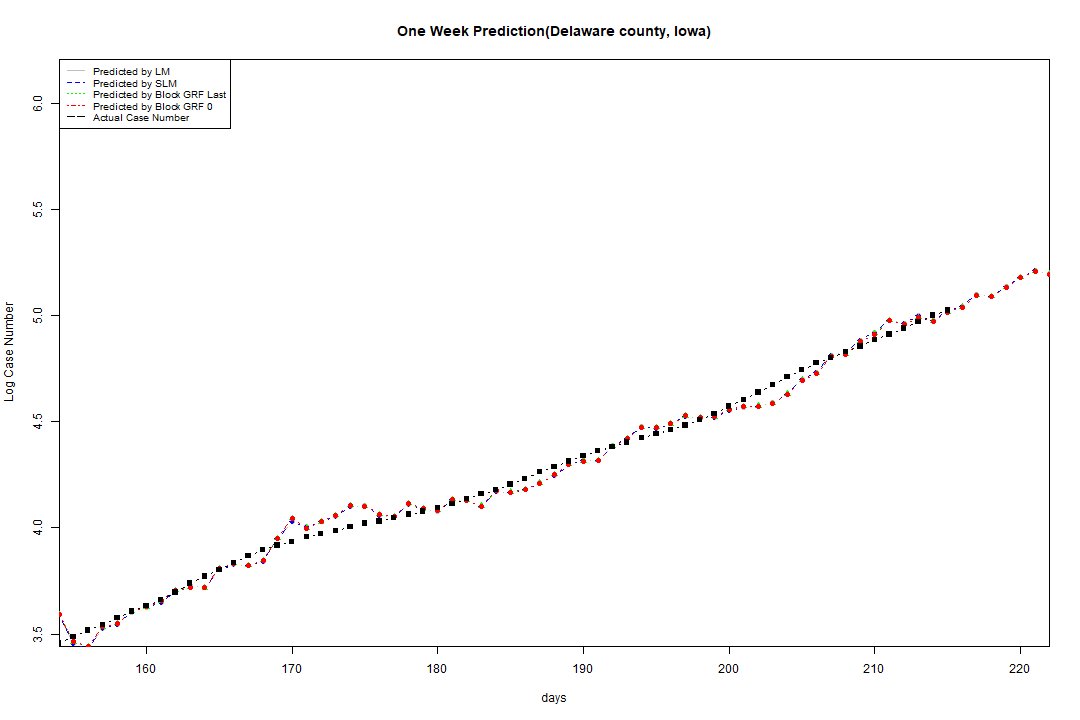 One Week Prediction(Delaware county, Iowa)
Predicted by LM
Predicted by SLM
Predicted by Block GRF Last
Predicted by Block GRF 0
Actual Case Number
6.0
5.5
5.0
4.5
4.0
3.5
Log Case Number
160 170 180 190 200 210 220
days